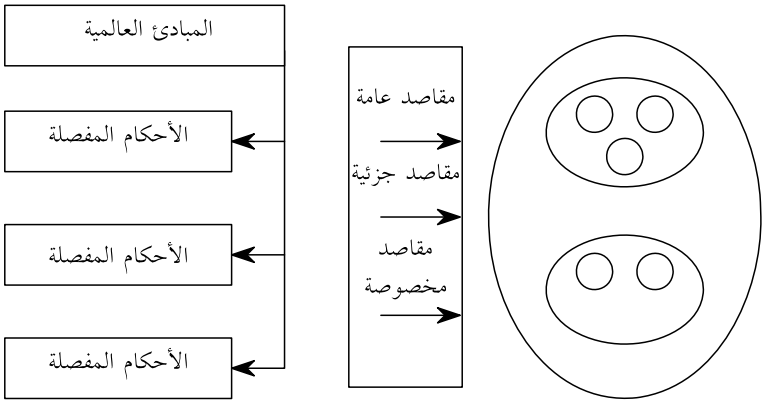 المبادئ العالمية
الأحكام المفصلة
الأحكام المفصلة
الأحكام المفصلة
مقاصد عامة
مقاصد جزئية
مقاصد
مخصوصة